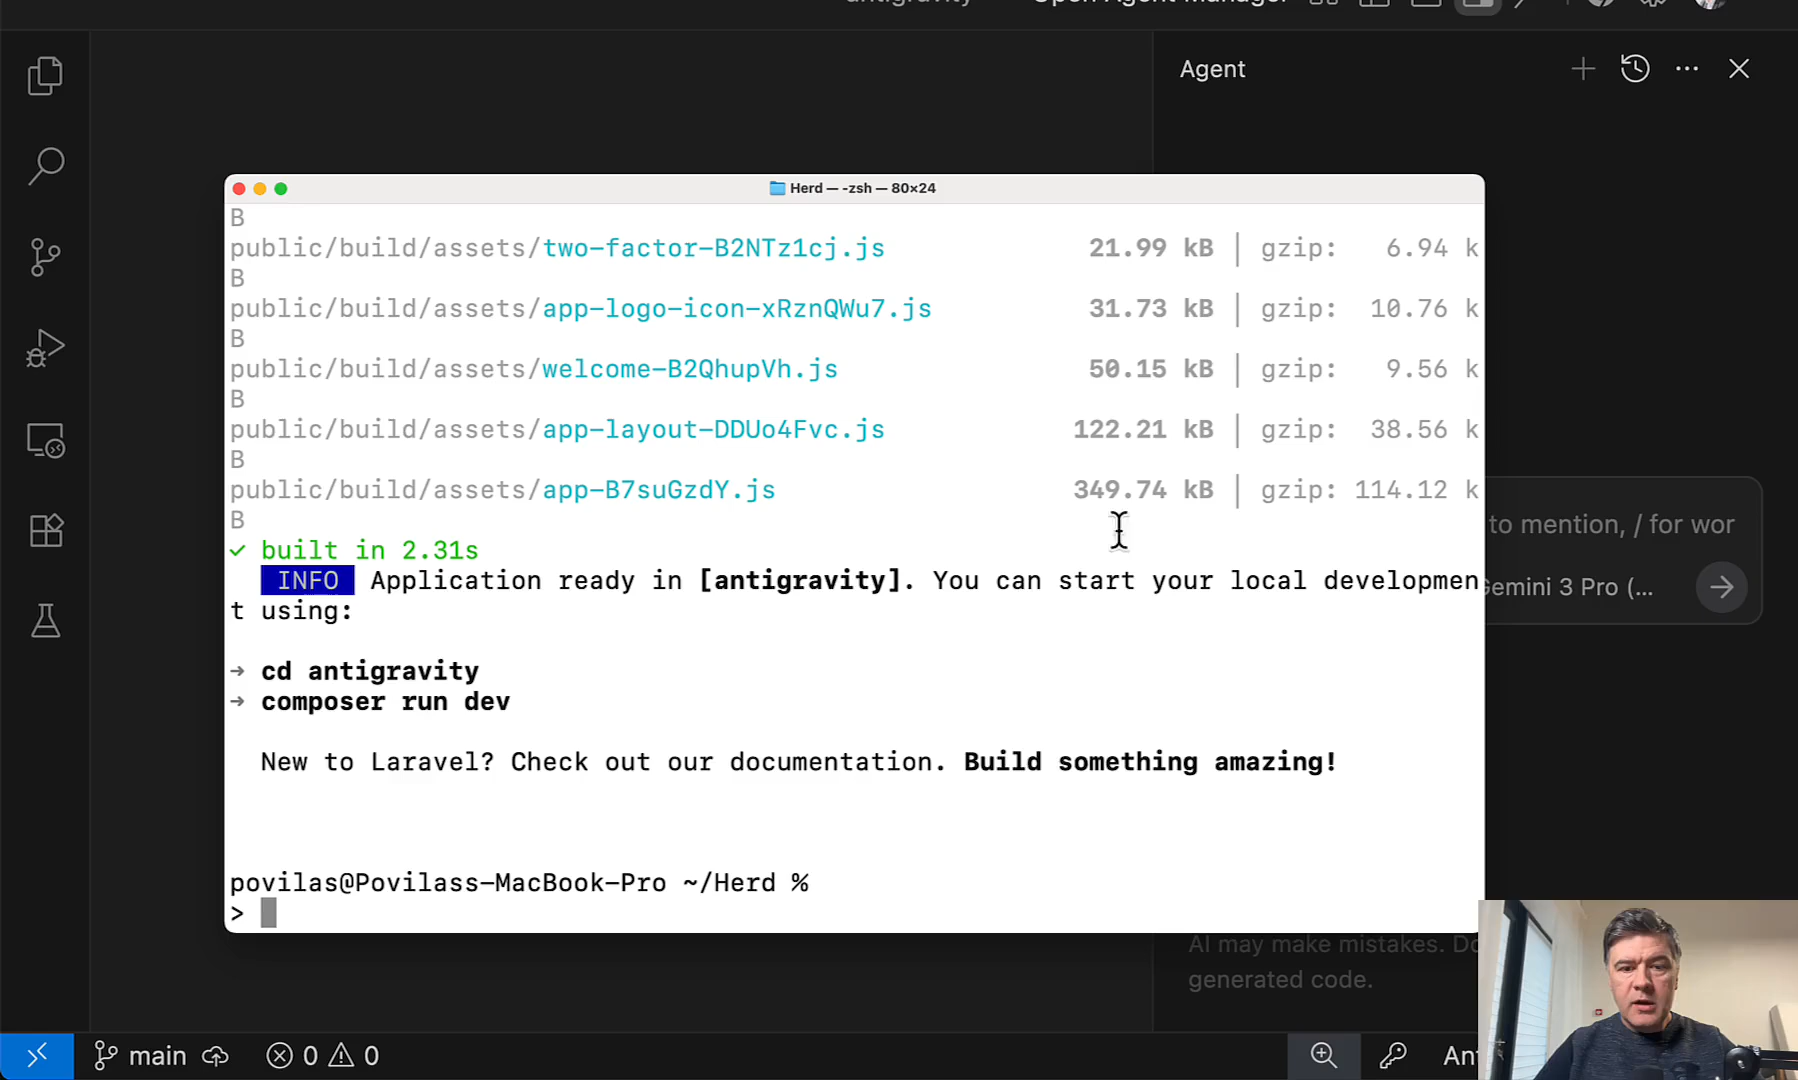 Open Agent Manager
Agent
Herd — -zsh — 80×24
B
public/build/assets/two-factor-B2NTz1cj.js 21.99 kB │ gzip: 6.94 k
B
public/build/assets/app-logo-icon-xRznQWu7.js 31.73 kB │ gzip: 10.76 k
B
public/build/assets/welcome-B2QhupVh.js 50.15 kB │ gzip: 9.56 k
B
public/build/assets/app-layout-DDUo4Fvc.js 122.21 kB │ gzip: 38.56 k
B
public/build/assets/app-B7suGzdY.js 349.74 kB │ gzip: 114.12 k
B
✓ built in 2.31s
INFO Application ready in [antigravity]. You can start your local developmen
t using:
➜ cd antigravity
➜ composer run dev
New to Laravel? Check out our documentation. Build something amazing!
povilas@Povilass-MacBook-Pro ~/Herd %
>
to mention, / for wor
Gemini 3 Pro (...
AI may make mistakes. Do
generated code.
main 0 0